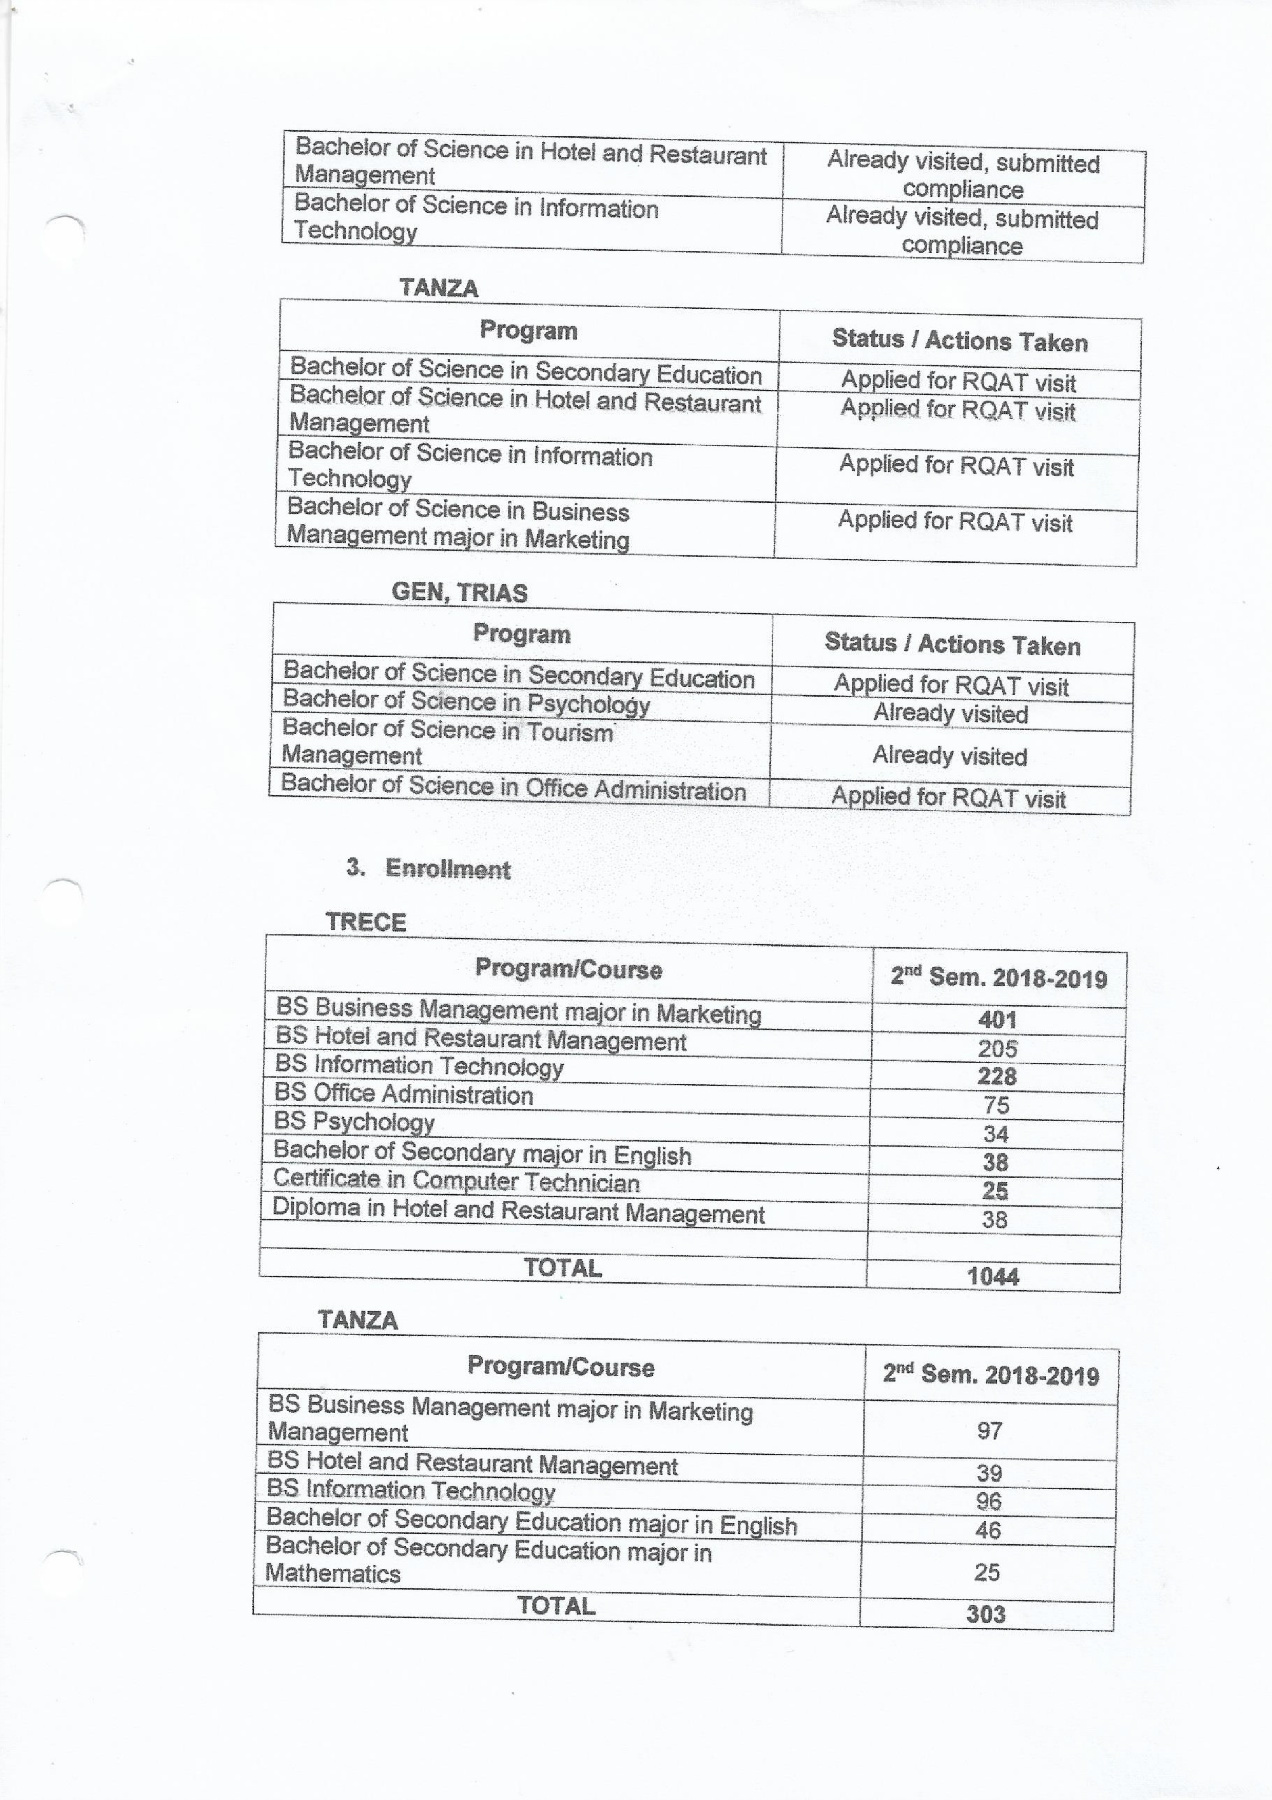 Bachelor of Science in Hotel and Restaurant
Management
Already visited, submitted
compliance
Bachelor of Science in Information
Technology
Already visited, submitted
compliance
TANZA
Program
Status / Actions Taken
Bachelor of Science in Secondary Education
Applied for RQAT visit
Bachelor of Science in Hotel and Restaurant
Management
Applied for RQAT visit
Bachelor of Science in Information
Technology
Applied for RQAT visit
Bachelor of Science in Business
Management major in Marketing
Applied for RQAT visit
GEN, TRIAS
Program
Status / Actions Taken
Bachelor of Science in Secondary Education
Applied for RQAT visit
Bachelor of Science in Psychology
Already visited
Bachelor of Science in Tourism
Management
Already visited
Bachelor of Science in Office Administration
Applied for RQAT visit
3. Enrollment
TRECE
Program/Course
2nd Sem. 2018-2019
BS Business Management major in Marketing
401
BS Hotel and Restaurant Management
205
BS Information Technology
228
BS Office Administration
75
BS Psychology
34
Bachelor of Secondary major in English
38
Certificate in Computer Technician
25
Diploma in Hotel and Restaurant Management
38
TOTAL
1044
TANZA
Program/Course
2nd Sem. 2018-2019
BS Business Management major in Marketing
Management
97
BS Hotel and Restaurant Management
39
BS Information Technology
96
Bachelor of Secondary Education major in English
46
Bachelor of Secondary Education major in
Mathematics
25
TOTAL
303